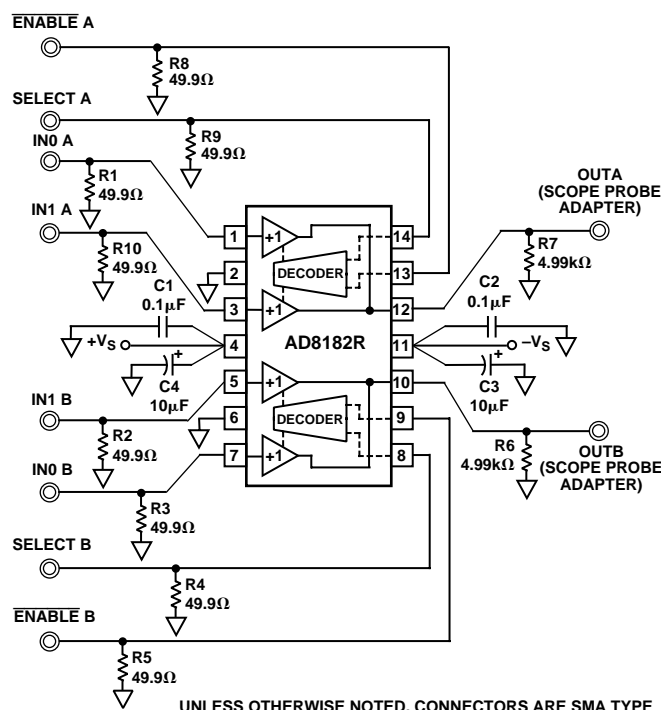 ENABLE A
R8
49.9Ω
SELECT A
R9
49.9Ω
IN0 A
R1
49.9Ω
IN1 A
R10
49.9Ω
OUTA
(SCOPE PROBE
ADAPTER)
R7
4.99kΩ
1
+1
14
2
DECODER
13
3
+1
12
C1
0.1µF
C2
0.1µF
+VS
4
AD8182R
11
–VS
C4
10µF
+
C3
10µF
+
5
+1
10
IN1 B
R2
49.9Ω
6
DECODER
9
R6
4.99kΩ
OUTB
(SCOPE PROBE
ADAPTER)
7
+1
8
IN0 B
R3
49.9Ω
SELECT B
R4
49.9Ω
ENABLE B
R5
49.9Ω
UNLESS OTHERWISE NOTED, CONNECTORS ARE SMA TYPE